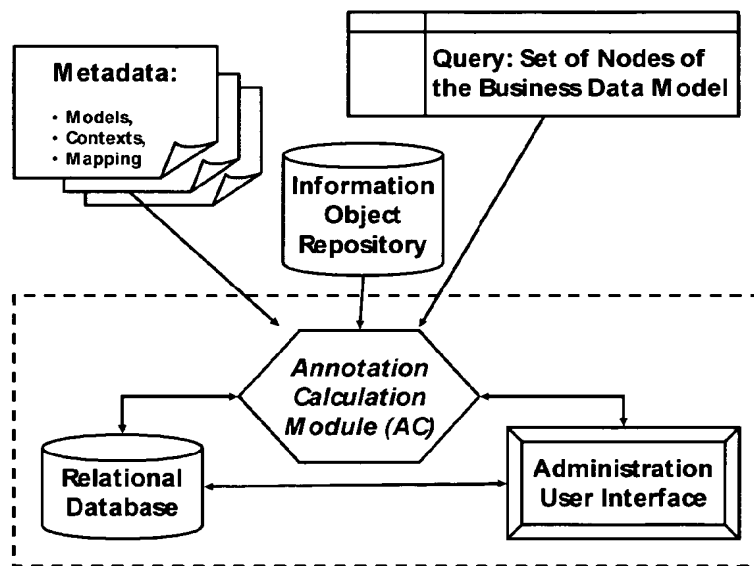 Metadata:
• Models,
• Contexts,
• Mapping
Query: Set of Nodes of
the Business Data Model
Information
Object
Repository
Annotation
Calculation
Module (AC)
Relational
Database
Administration
User Interface